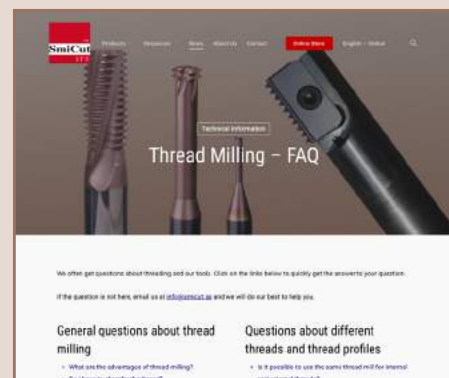 SmiCut
Products
Resources
News
About Us
Contact
Online Store
English – Global
Technical Information
Thread Milling – FAQ
We often get questions about threading and our tools. Click on the links below to quickly get the answer to your question.
If the question is not here, email us at info@smicut.se and we will do our best to help you.
General questions about thread
milling
What are the advantages of thread milling?
Questions about different
threads and thread profiles
Is it possible to use the same thread mill for internal